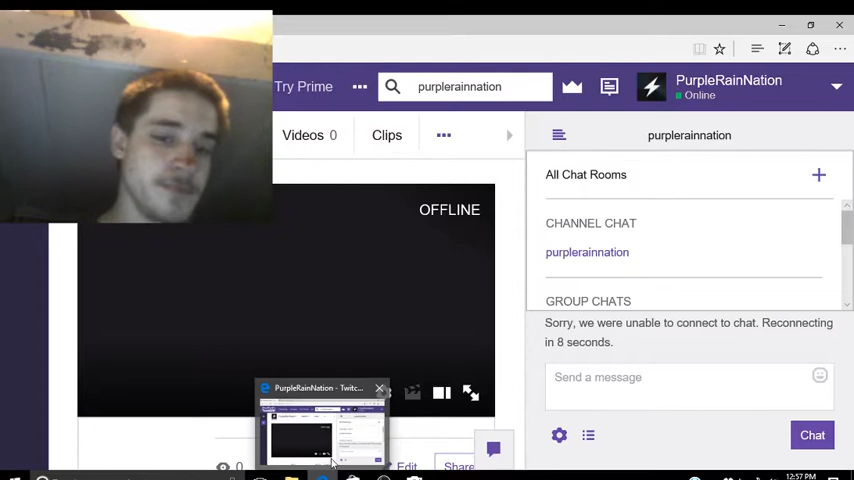 Try Prime
purplerainnation
PurpleRainNation
Online
Videos 0
Clips
purplerainnation
OFFLINE
All Chat Rooms
CHANNEL CHAT
purplerainnation
GROUP CHATS
Sorry, we were unable to connect to chat. Reconnecting
in 8 seconds.
Send a message
PurpleRainNation - Twitc...
0
Edit
Share
Chat
12:57 PM